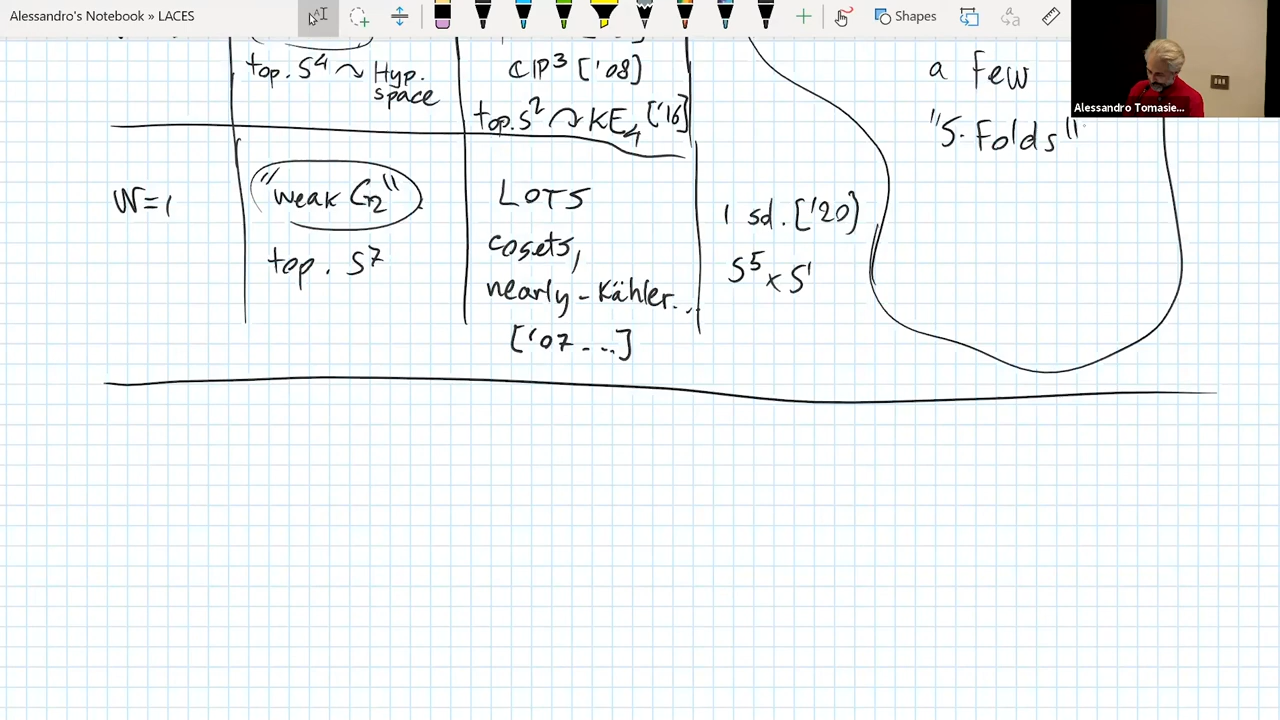 Alessandro's Notebook » LACES
Shapes
Alessandro Tomasie...
top. S⁴ ⤳ Hyp.
space
ℂP³ ['08]
top. S² ⤳ KE₄ ['16]
a few
"S-Folds"
N=1
"weak G₂"
top. S⁷
LOTS
cosets,
nearly-Kähler...
['07 ...]
1 sol. ['20]
S⁵ × S¹